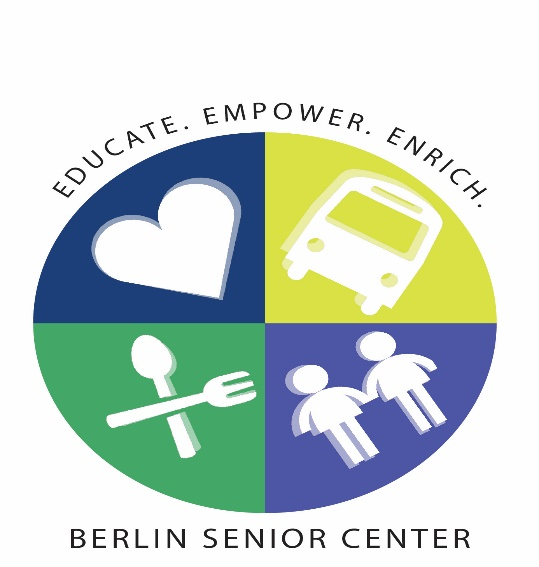 EDUCATE. EMPOWER. ENRICH.
BERLIN SENIOR CENTER